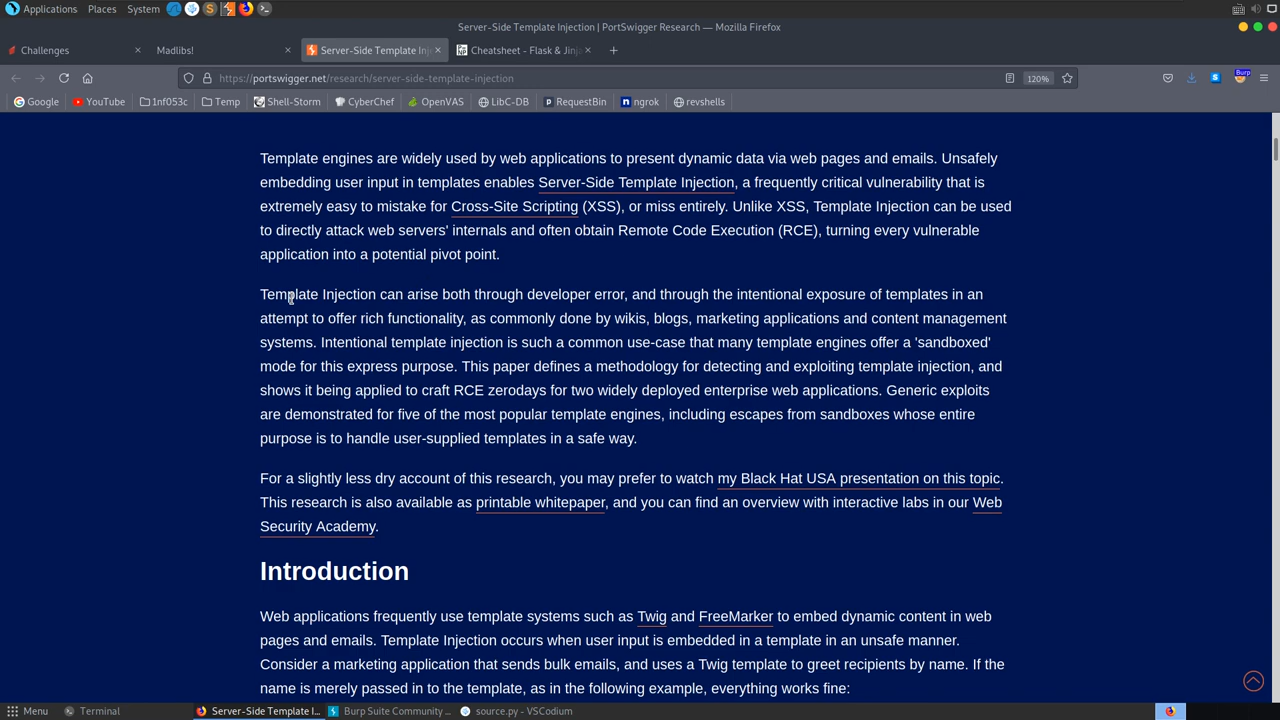 Applications Places System
Server-Side Template Injection | PortSwigger Research — Mozilla Firefox
Challenges × Madlibs! × Server-Side Template Inj × Cheatsheet - Flask & Jinj × +
https://portswigger.net/research/server-side-template-injection 120% Burp
Google YouTube 1nf053c Temp Shell-Storm CyberChef OpenVAS LibC-DB RequestBin ngrok revshells
Template engines are widely used by web applications to present dynamic data via web pages and emails. Unsafely
embedding user input in templates enables Server-Side Template Injection, a frequently critical vulnerability that is
extremely easy to mistake for Cross-Site Scripting (XSS), or miss entirely. Unlike XSS, Template Injection can be used
to directly attack web servers' internals and often obtain Remote Code Execution (RCE), turning every vulnerable
application into a potential pivot point.
Template Injection can arise both through developer error, and through the intentional exposure of templates in an
attempt to offer rich functionality, as commonly done by wikis, blogs, marketing applications and content management
systems. Intentional template injection is such a common use-case that many template engines offer a 'sandboxed'
mode for this express purpose. This paper defines a methodology for detecting and exploiting template injection, and
shows it being applied to craft RCE zerodays for two widely deployed enterprise web applications. Generic exploits
are demonstrated for five of the most popular template engines, including escapes from sandboxes whose entire
purpose is to handle user-supplied templates in a safe way.
For a slightly less dry account of this research, you may prefer to watch my Black Hat USA presentation on this topic.
This research is also available as printable whitepaper, and you can find an overview with interactive labs in our Web
Security Academy.
Introduction
Web applications frequently use template systems such as Twig and FreeMarker to embed dynamic content in web
pages and emails. Template Injection occurs when user input is embedded in a template in an unsafe manner.
Consider a marketing application that sends bulk emails, and uses a Twig template to greet recipients by name. If the
name is merely passed in to the template, as in the following example, everything works fine:
Menu Terminal Server-Side Template I... Burp Suite Community ... source.py - VSCodium